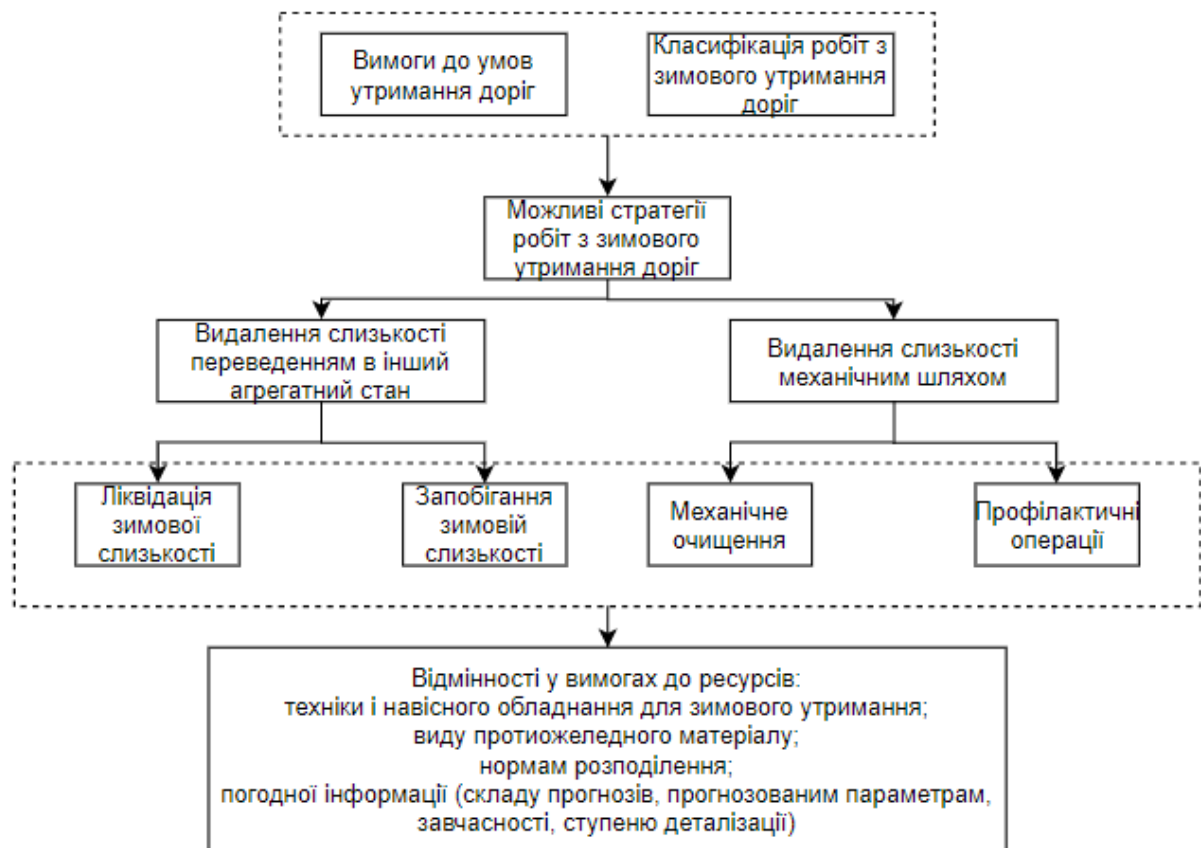 Вимоги до умов
утримання доріг
Класифікація робіт з
зимового утримання
доріг
Можливі стратегії
робіт з зимового
утримання доріг
Видалення слизькості
переведенням в інший
агрегатний стан
Видалення слизькості
механічним шляхом
Ліквідація
зимової
слизькості
Запобігання
зимовій
слизькості
Механічне
очищення
Профілактичні
операції
Відмінності у вимогах до ресурсів:
техніки і навісного обладнання для зимового утримання;
виду протиожеледного матеріалу;
нормам розподілення;
погодної інформації (складу прогнозів, прогнозованим параметрам,
завчасності, ступеню деталізації)